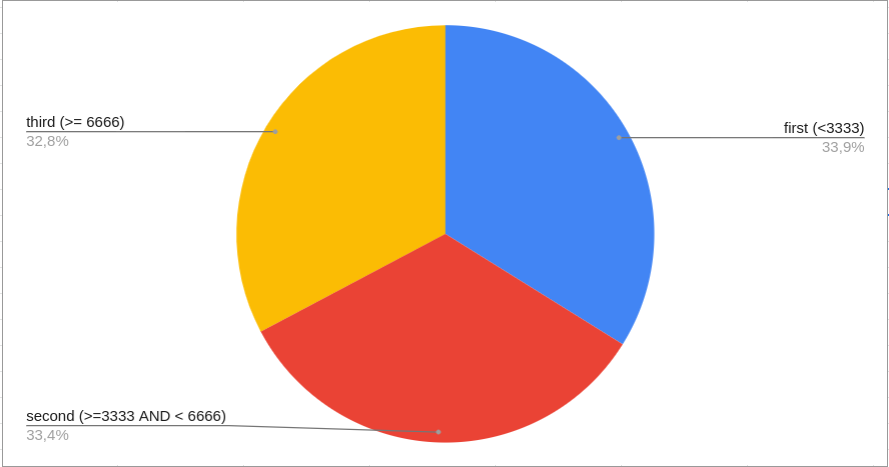 third (>= 6666)
32,8%
first (<3333)
33,9%
second (>=3333 AND < 6666)
33,4%